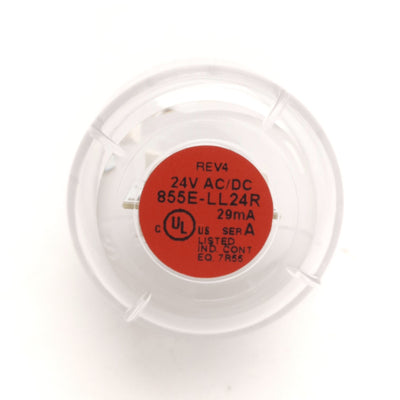 REV4
24V AC/DC
855E-LL24R
29mA
C UL US SER A
LISTED
IND. CONT
EQ. 7R55